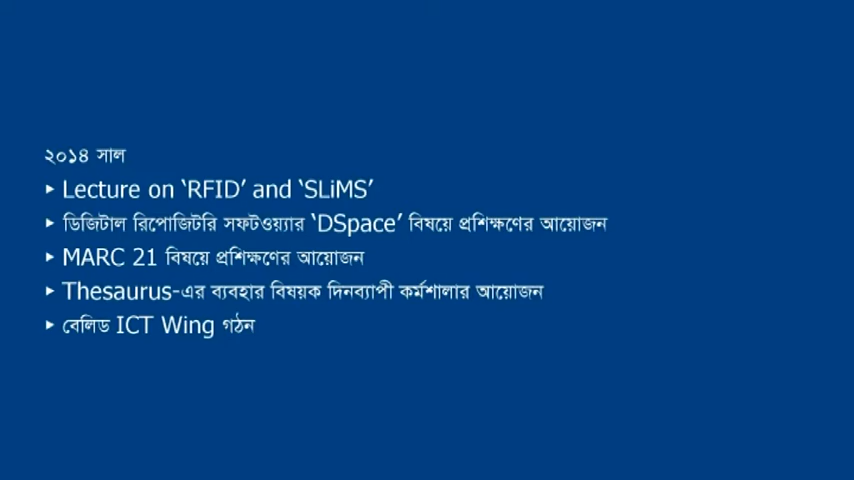 ২০১৪ সাল
▸ Lecture on ‘RFID’ and ‘SLiMS’
▸ ডিজিটাল রিপোজিটরি সফটওয়্যার ‘DSpace’ বিষয়ে প্রশিক্ষণের আয়োজন
▸ MARC 21 বিষয়ে প্রশিক্ষণের আয়োজন
▸ Thesaurus-এর ব্যবহার বিষয়ক দিনব্যাপী কর্মশালার আয়োজন
▸ বেলিড ICT Wing গঠন